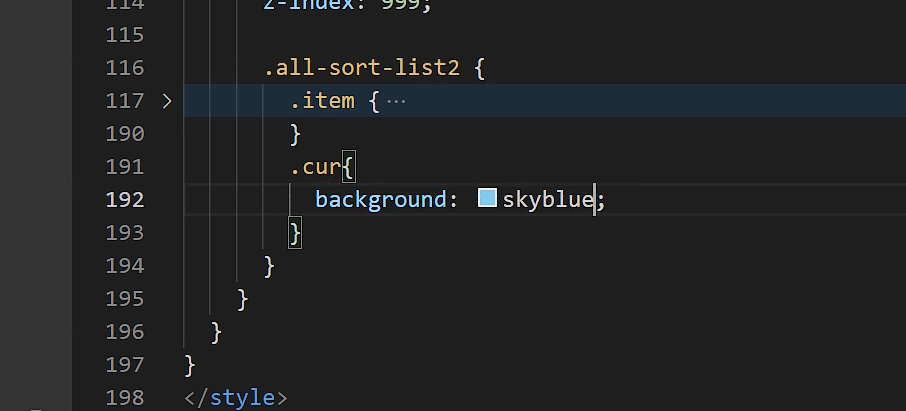 114 z-index: 999;
115
116 .all-sort-list2 {
117 .item { ···
190 }
191 .cur{
192 background: skyblue;
193 }
194 }
195 }
196 }
197 }
198 </style>